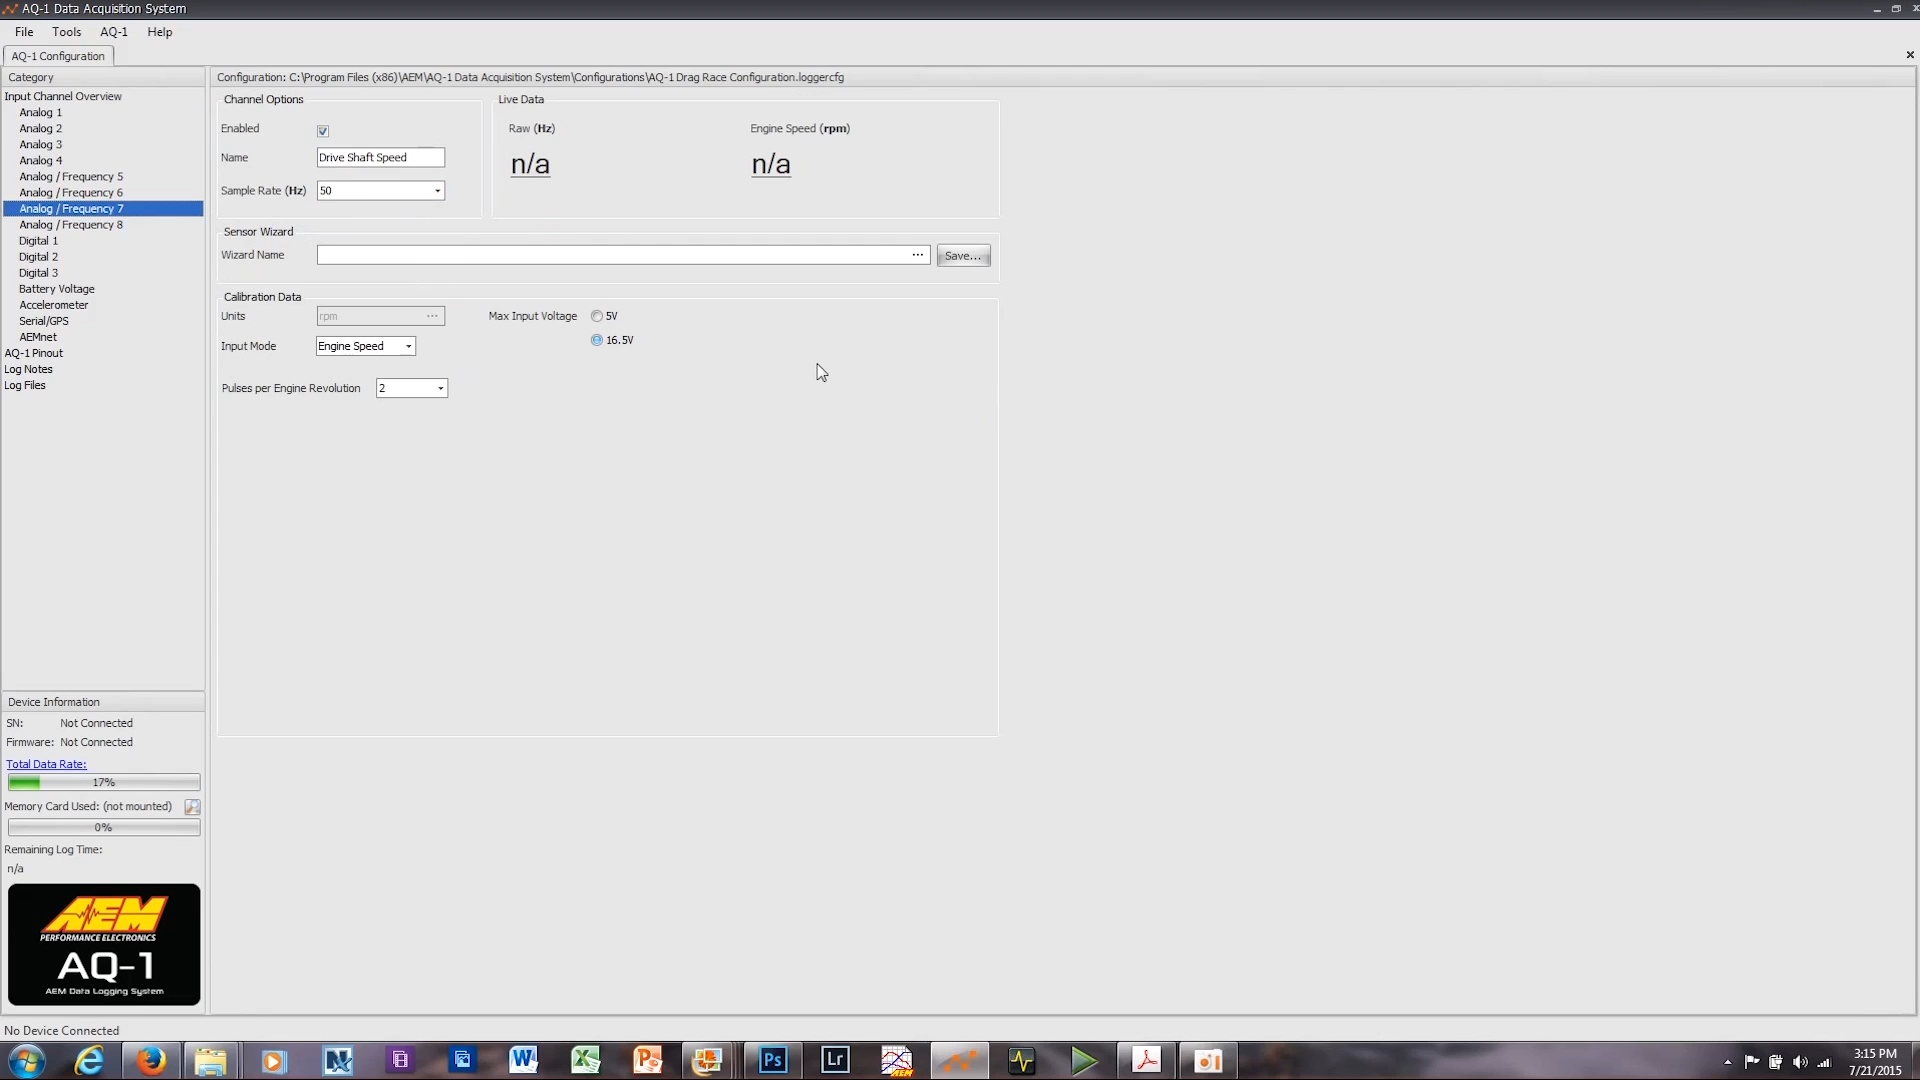 AQ-1 Data Acquisition System
File Tools AQ-1 Help
AQ-1 Configuration
Category
Input Channel Overview
Analog 1
Analog 2
Analog 3
Analog 4
Analog / Frequency 5
Analog / Frequency 6
Analog / Frequency 7
Analog / Frequency 8
Digital 1
Digital 2
Digital 3
Battery Voltage
Accelerometer
Serial/GPS
AEMnet
AQ-1 Pinout
Log Notes
Log Files
Configuration: C:\Program Files (x86)\AEM\AQ-1 Data Acquisition System\Configurations\AQ-1 Drag Race Configuration.loggercfg
Channel Options
Enabled
Name Drive Shaft Speed
Sample Rate (Hz) 50
Live Data
Raw (Hz) Engine Speed (rpm)
n/a n/a
Sensor Wizard
Wizard Name ... Save...
Calibration Data
Units rpm ... Max Input Voltage 5V
Input Mode Engine Speed 16.5V
Pulses per Engine Revolution 2
Device Information
SN: Not Connected
Firmware: Not Connected
Total Data Rate:
17%
Memory Card Used: (not mounted)
0%
Remaining Log Time:
n/a
AEM
PERFORMANCE ELECTRONICS
AQ-1
AEM Data Logging System
No Device Connected
Ps Lr AEM
3:15 PM
7/21/2015